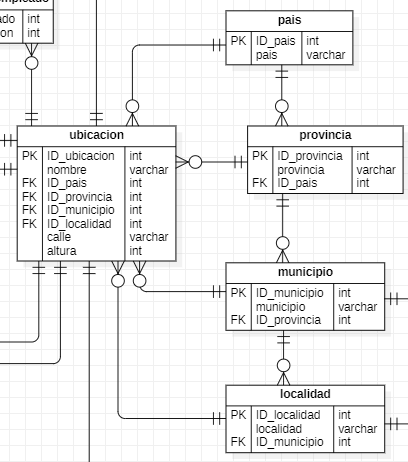 ado int
on int
ubicacion
PK ID_ubicacion int
nombre varchar
FK ID_pais int
FK ID_provincia int
FK ID_municipio int
FK ID_localidad int
calle varchar
altura int
pais
PK ID_pais int
pais varchar
provincia
PK ID_provincia int
provincia varchar
FK ID_pais int
municipio
PK ID_municipio int
municipio varchar
FK ID_provincia int
localidad
PK ID_localidad int
localidad varchar
FK ID_municipio int